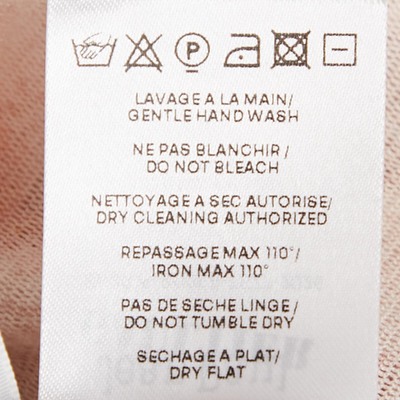 P
LAVAGE A LA MAIN/
GENTLE HAND WASH
NE PAS BLANCHIR /
DO NOT BLEACH
NETTOYAGE A SEC AUTORISE/
DRY CLEANING AUTHORIZED
REPASSAGE MAX 110°/
IRON MAX 110°
PAS DE SECHE LINGE /
DO NOT TUMBLE DRY
SECHAGE A PLAT/
DRY FLAT